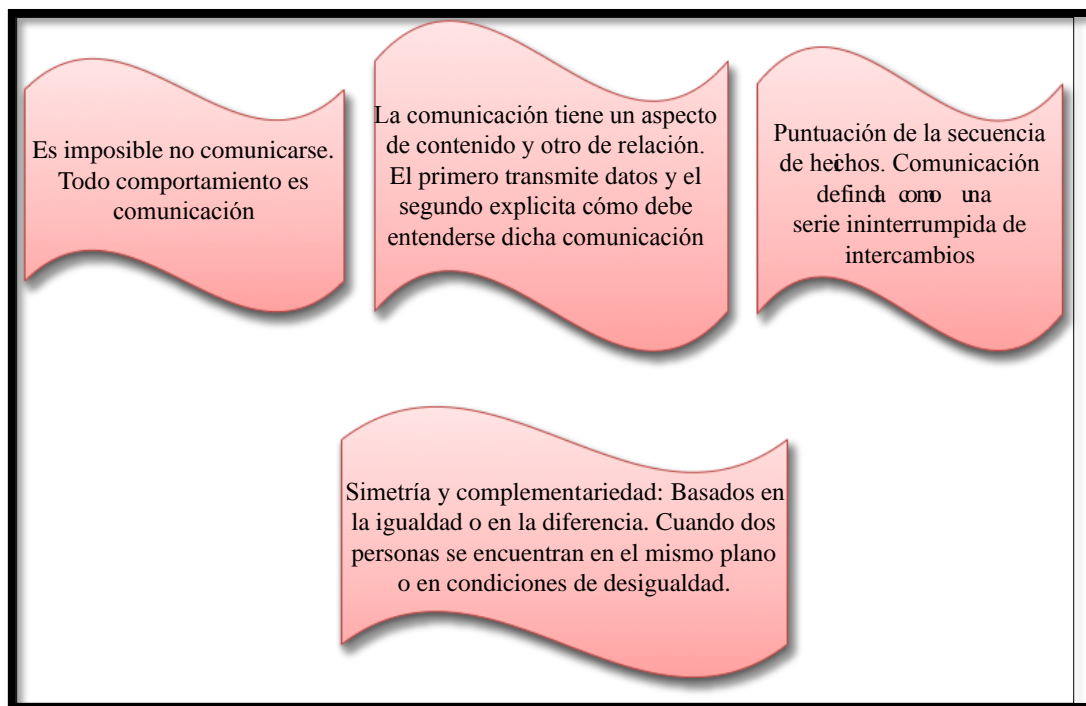 Es imposible no comunicarse.
Todo comportamiento es
comunicación
La comunicación tiene un aspecto
de contenido y otro de relación.
El primero transmite datos y el
segundo explicita cómo debe
entenderse dicha comunicación
Puntuación de la secuencia
de hechos. Comunicación
definda como una
serie ininterrumpida de
intercambios
Simetría y complementariedad: Basados en
la igualdad o en la diferencia. Cuando dos
personas se encuentran en el mismo plano
o en condiciones de desigualdad.